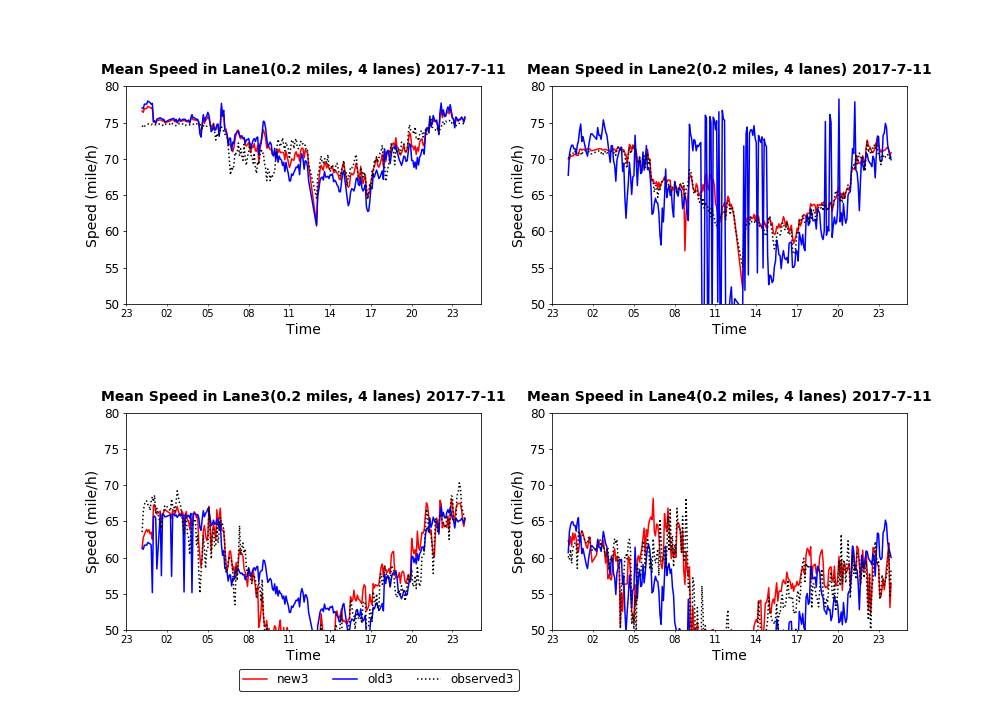 Mean Speed in Lane1(0.2 miles, 4 lanes) 2017-7-11
80
75
70
65
60
55
50
Speed (mile/h)
23 02 05 08 11 14 17 20 23
Time
Mean Speed in Lane2(0.2 miles, 4 lanes) 2017-7-11
80
75
70
65
60
55
50
Speed (mile/h)
23 02 05 08 11 14 17 20 23
Time
Mean Speed in Lane3(0.2 miles, 4 lanes) 2017-7-11
80
75
70
65
60
55
50
Speed (mile/h)
23 02 05 08 11 14 17 20 23
Time
Mean Speed in Lane4(0.2 miles, 4 lanes) 2017-7-11
80
75
70
65
60
55
50
Speed (mile/h)
23 02 05 08 11 14 17 20 23
Time
new3 old3 observed3